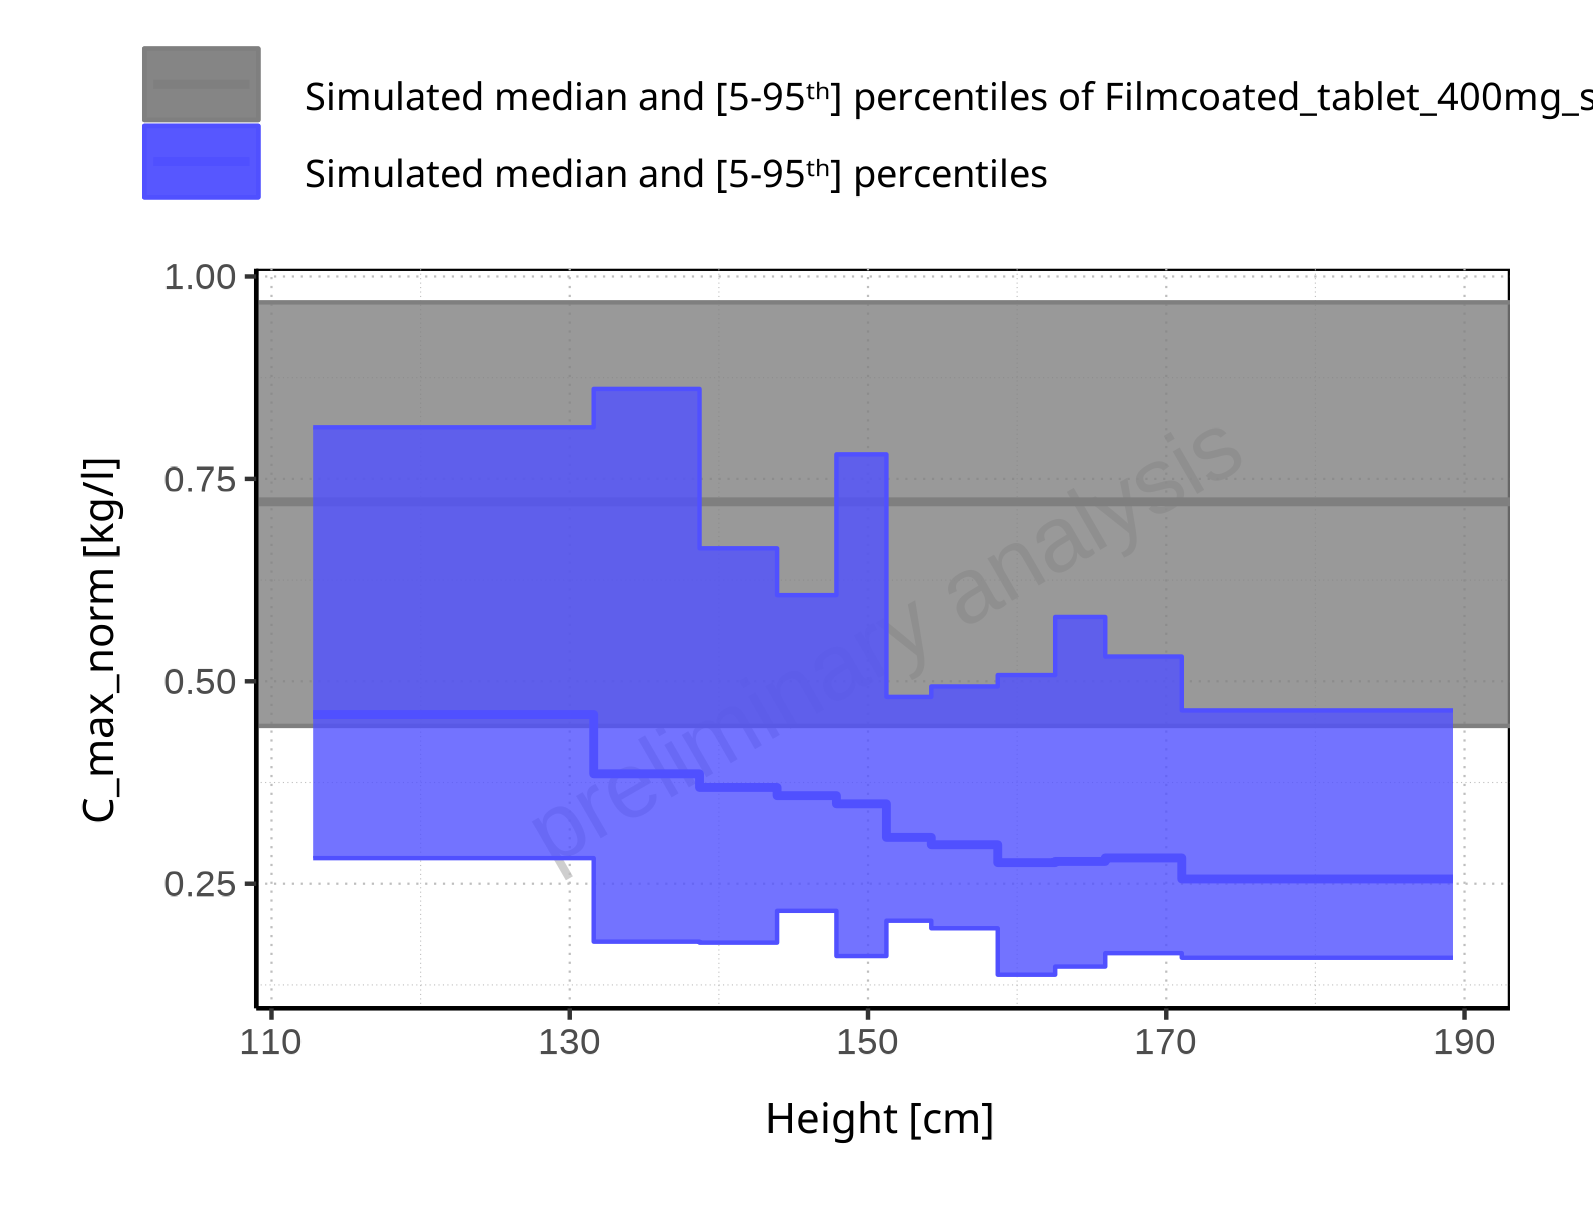 Simulated median and [5-95th] percentiles of Filmcoated_tablet_400mg_s
Simulated median and [5-95th] percentiles
1.00
0.75
0.50
0.25
C_max_norm [kg/l]
preliminary analysis
110 130 150 170 190
Height [cm]